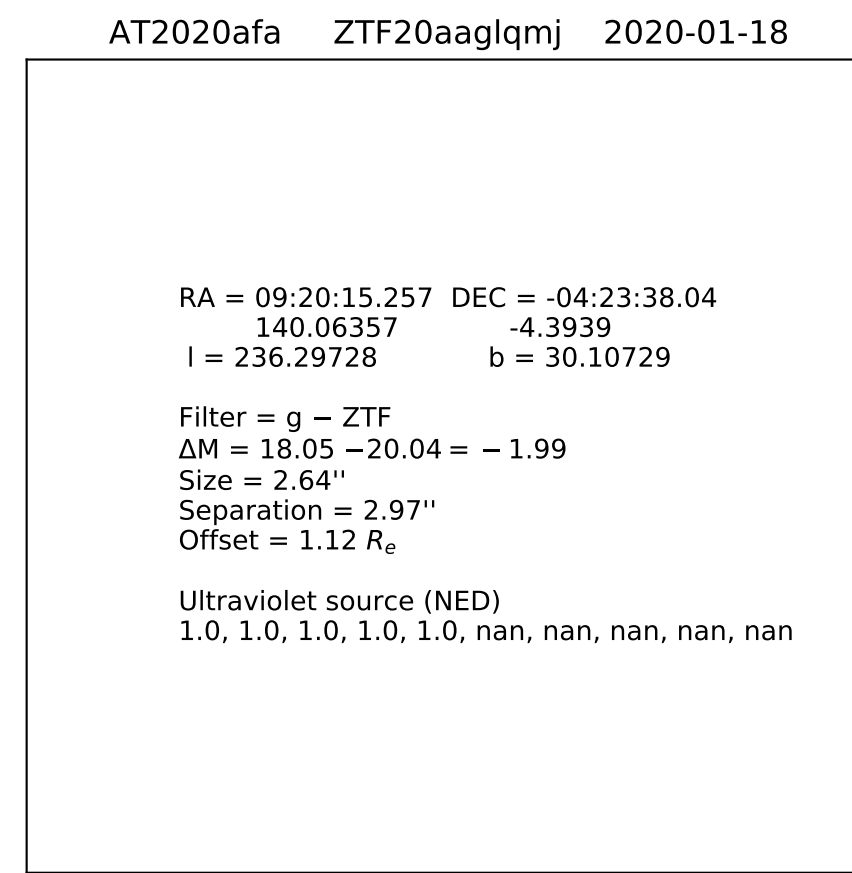 AT2020afa ZTF20aaglqmj 2020-01-18
RA = 09:20:15.257 DEC = -04:23:38.04
140.06357 -4.3939
l = 236.29728 b = 30.10729
Filter = g − ZTF
ΔM = 18.05 −20.04 = − 1.99
Size = 2.64''
Separation = 2.97''
Offset = 1.12 Rₑ
Ultraviolet source (NED)
1.0, 1.0, 1.0, 1.0, 1.0, nan, nan, nan, nan, nan